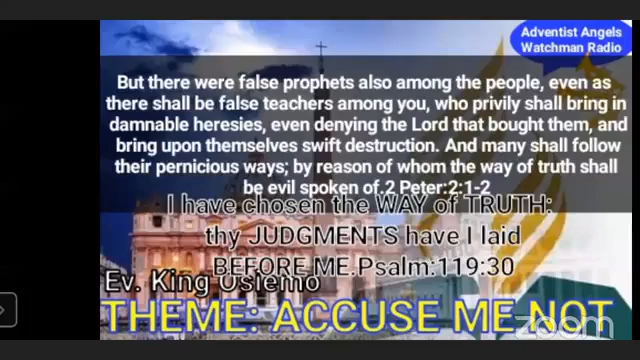 Adventist Angels
Watchman Radio
But there were false prophets also among the people, even as
there shall be false teachers among you, who privily shall bring in
damnable heresies, even denying the Lord that bought them, and
bring upon themselves swift destruction. And many shall follow
their pernicious ways; by reason of whom the way of truth shall
be evil spoken of.2 Peter:2:1-2
I have chosen the WAY of TRUTH:
thy JUDGMENTS have I laid
BEFORE ME.Psalm:119:30
Ev. King Osiemo
THEME: ACCUSE ME NOT
zoom